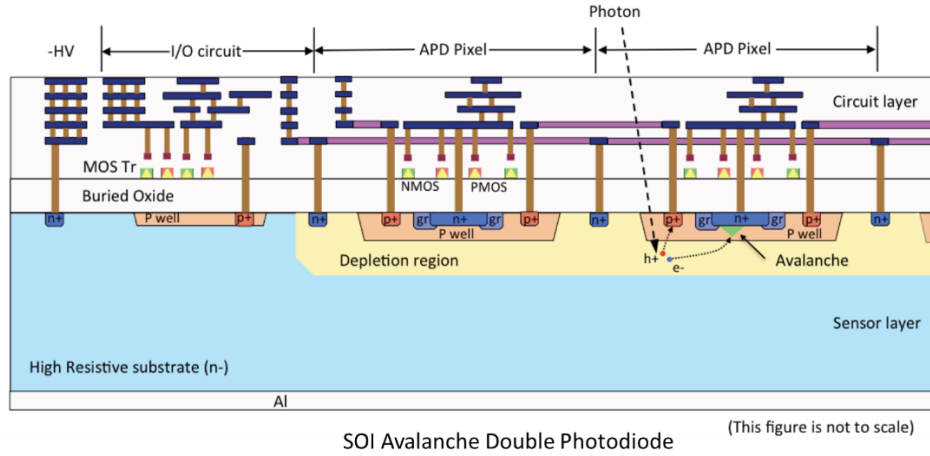 Photon
-HV
I/O circuit
APD Pixel
APD Pixel
Circuit layer
MOS Tr
NMOS
PMOS
Buried Oxide
n+
P well
p+
n+
p+
gr
n+
gr
p+
P well
n+
p+
gr
n+
gr
p+
P well
n+
Depletion region
h+
e-
Avalanche
Sensor layer
High Resistive substrate (n-)
Al
(This figure is not to scale)
SOI Avalanche Double Photodiode